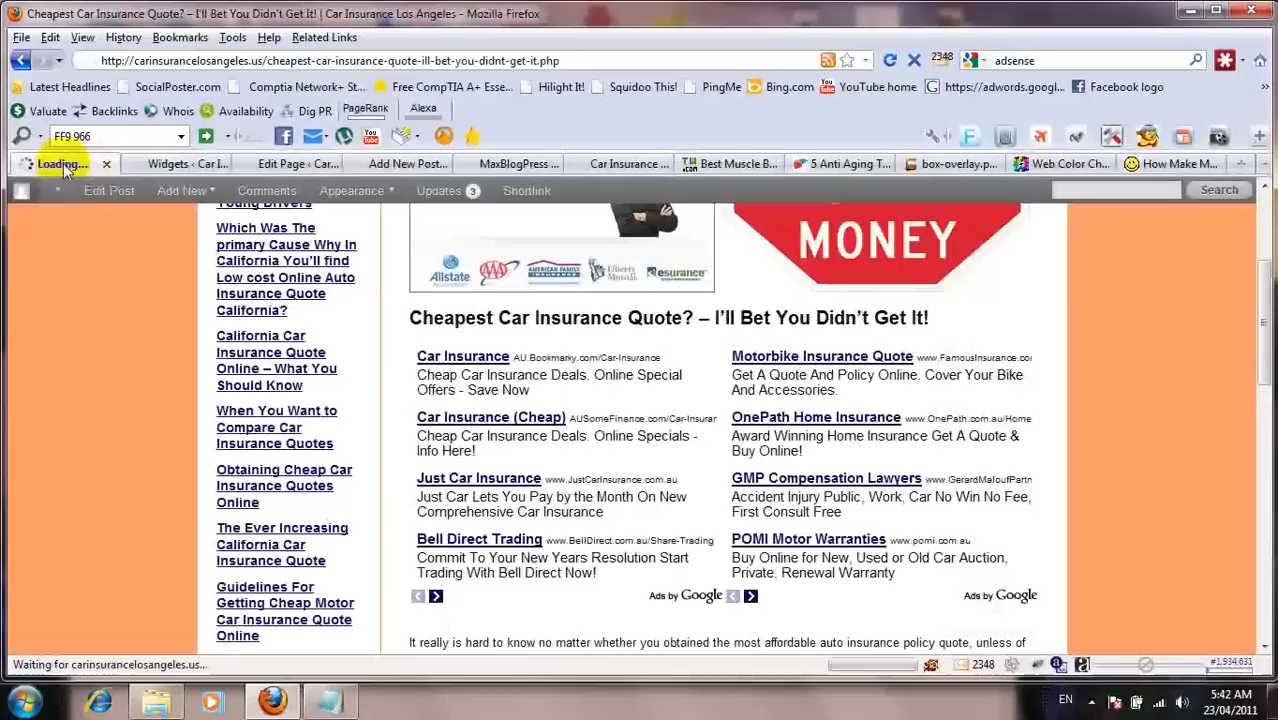 Cheapest Car Insurance Quote? – I'll Bet You Didn't Get It! | Car Insurance Los Angeles - Mozilla Firefox
File Edit View History Bookmarks Tools Help Related Links
http://carinsurancelosangeles.us/cheapest-car-insurance-quote-ill-bet-you-didnt-get-it.php
2348
adsense
Latest Headlines SocialPoster.com Comptia Network+ St... Free CompTIA A+ Esse... Hilight It! Squidoo This! PingMe Bing.com YouTube home https://adwords.googl... Facebook logo
Valuate Backlinks Whois Availability Dig PR PageRank Alexa
FF9 966
Loading... Widgets ‹ Car I... Edit Page ‹ Car... Add New Post... MaxBlogPress ... Car Insurance ... Best Muscle B... 5 Anti Aging T... box-overlay.p... Web Color Ch... How Make M...
Edit Post Add New Comments Appearance Updates 3 Shortlink Search
Young Drivers
Which Was The
primary Cause Why In
California You'll find
Low cost Online Auto
Insurance Quote
California?
California Car
Insurance Quote
Online – What You
Should Know
When You Want to
Compare Car
Insurance Quotes
Obtaining Cheap Car
Insurance Quotes
Online
The Ever Increasing
California Car
Insurance Quote
Guidelines For
Getting Cheap Motor
Car Insurance Quote
Online
Allstate AAA AMERICAN FAMILY INSURANCE Liberty Mutual esurance
MONEY
Cheapest Car Insurance Quote? – I'll Bet You Didn't Get It!
Car Insurance AU.Bookmarky.com/Car-Insurance
Cheap Car Insurance Deals. Online Special
Offers - Save Now
Car Insurance (Cheap) AUSomeFinance.com/Car-Insurar
Cheap Car Insurance Deals. Online Specials -
Info Here!
Just Car Insurance www.JustCarInsurance.com.au
Just Car Lets You Pay by the Month On New
Comprehensive Car Insurance
Bell Direct Trading www.BellDirect.com.au/Share-Trading
Commit To Your New Years Resolution Start
Trading With Bell Direct Now!
Ads by Google
Motorbike Insurance Quote www.FamousInsurance.cor
Get A Quote And Policy Online. Cover Your Bike
And Accessories.
OnePath Home Insurance www.OnePath.com.au/Home
Award Winning Home Insurance Get A Quote &
Buy Online!
GMP Compensation Lawyers www.GerardMaloufPartn
Accident Injury Public, Work, Car No Win No Fee,
First Consult Free
POMI Motor Warranties www.pomi.com.au
Buy Online for New, Used or Old Car Auction,
Private, Renewal Warranty
Ads by Google
It really is hard to know no matter whether you obtained the most affordable auto insurance policy quote, unless of
Waiting for carinsurancelosangeles.us...
2348
#1,934,631
EN
5:42 AM
23/04/2011